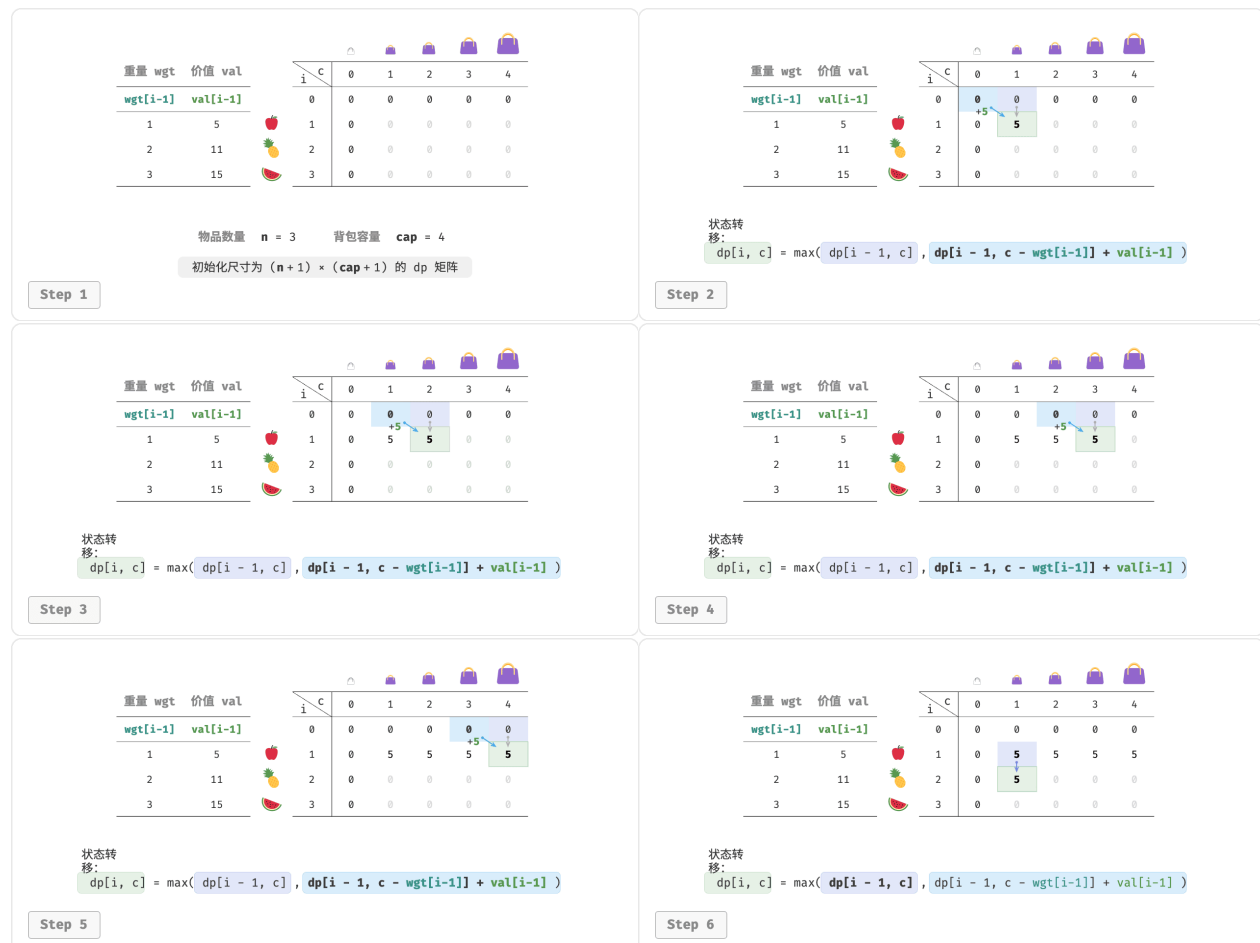 重量 wgt 价值 val
i c 0 1 2 3 4
wgt[i-1] val[i-1]
0 0 0 0 0 0
1 5 1 0 0 0 0 0
2 11 2 0 0 0 0 0
3 15 3 0 0 0 0 0
物品数量 n = 3 背包容量 cap = 4
初始化尺寸为 (n + 1) × (cap + 1) 的 dp 矩阵
Step 1
重量 wgt 价值 val
i c 0 1 2 3 4
wgt[i-1] val[i-1]
0 0 0 0 0 0
+5
1 5 1 0 5 0 0 0
2 11 2 0 0 0 0 0
3 15 3 0 0 0 0 0
状态转
移:
dp[i, c] = max( dp[i - 1, c] , dp[i - 1, c - wgt[i-1]] + val[i-1] )
Step 2
重量 wgt 价值 val
i c 0 1 2 3 4
wgt[i-1] val[i-1]
0 0 0 0 0 0
+5
1 5 1 0 5 5 0 0
2 11 2 0 0 0 0 0
3 15 3 0 0 0 0 0
状态转
移:
dp[i, c] = max( dp[i - 1, c] , dp[i - 1, c - wgt[i-1]] + val[i-1] )
Step 3
重量 wgt 价值 val
i c 0 1 2 3 4
wgt[i-1] val[i-1]
0 0 0 0 0 0
+5
1 5 1 0 5 5 5 0
2 11 2 0 0 0 0 0
3 15 3 0 0 0 0 0
状态转
移:
dp[i, c] = max( dp[i - 1, c] , dp[i - 1, c - wgt[i-1]] + val[i-1] )
Step 4
重量 wgt 价值 val
i c 0 1 2 3 4
wgt[i-1] val[i-1]
0 0 0 0 0 0
+5
1 5 1 0 5 5 5 5
2 11 2 0 0 0 0 0
3 15 3 0 0 0 0 0
状态转
移:
dp[i, c] = max( dp[i - 1, c] , dp[i - 1, c - wgt[i-1]] + val[i-1] )
Step 5
重量 wgt 价值 val
i c 0 1 2 3 4
wgt[i-1] val[i-1]
0 0 0 0 0 0
1 5 1 0 5 5 5 5
2 11 2 0 5 0 0 0
3 15 3 0 0 0 0 0
状态转
移:
dp[i, c] = max( dp[i - 1, c] , dp[i - 1, c - wgt[i-1]] + val[i-1] )
Step 6